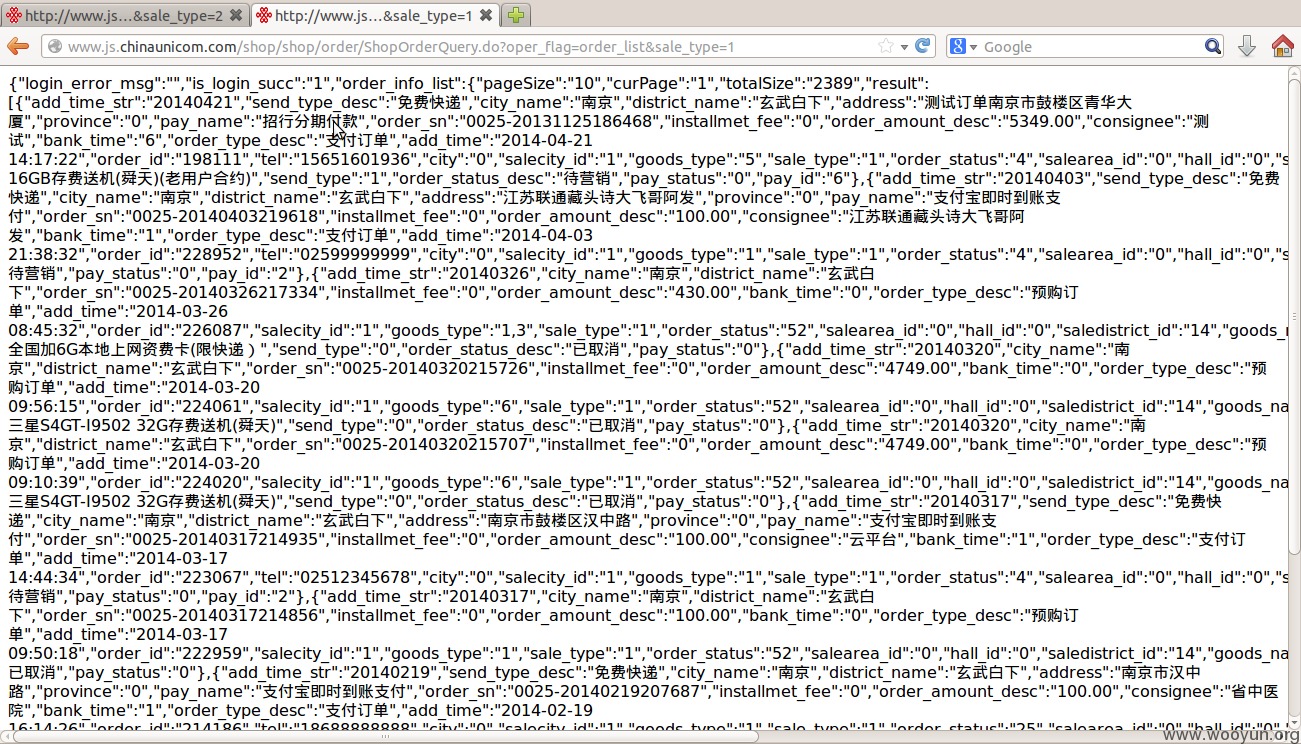 http://www.js...&sale_type=2
http://www.js...&sale_type=1
www.js.chinaunicom.com/shop/shop/order/ShopOrderQuery.do?oper_flag=order_list&sale_type=1
Google
{"login_error_msg":"","is_login_succ":"1","order_info_list":{"pageSize":"10","curPage":"1","totalSize":"2389","result":
[{"add_time_str":"20140421","send_type_desc":"免费快递","city_name":"南京","district_name":"玄武白下","address":"测试订单南京市鼓楼区青华大
厦","province":"0","pay_name":"招行分期付款","order_sn":"0025-20131125186468","installmet_fee":"0","order_amount_desc":"5349.00","consignee":"测
试","bank_time":"6","order_type_desc":"支付订单","add_time":"2014-04-21
14:17:22","order_id":"198111","tel":"15651601936","city":"0","salecity_id":"1","goods_type":"5","sale_type":"1","order_status":"4","salearea_id":"0","hall_id":"0","s
16GB存费送机(舜天)(老用户合约)","send_type":"1","order_status_desc":"待营销","pay_status":"0","pay_id":"6"},{"add_time_str":"20140403","send_type_desc":"免费
快递","city_name":"南京","district_name":"玄武白下","address":"江苏联通藏头诗大飞哥阿发","province":"0","pay_name":"支付宝即时到账支
付","order_sn":"0025-20140403219618","installmet_fee":"0","order_amount_desc":"100.00","consignee":"江苏联通藏头诗大飞哥阿
发","bank_time":"1","order_type_desc":"支付订单","add_time":"2014-04-03
21:38:32","order_id":"228952","tel":"02599999999","city":"0","salecity_id":"1","goods_type":"1","sale_type":"1","order_status":"4","salearea_id":"0","hall_id":"0","s
待营销","pay_status":"0","pay_id":"2"},{"add_time_str":"20140326","city_name":"南京","district_name":"玄武白
下","order_sn":"0025-20140326217334","installmet_fee":"0","order_amount_desc":"430.00","bank_time":"0","order_type_desc":"预购订
单","add_time":"2014-03-26
08:45:32","order_id":"226087","salecity_id":"1","goods_type":"1,3","sale_type":"1","order_status":"52","salearea_id":"0","hall_id":"0","saledistrict_id":"14","goods_n
全国加6G本地上网资费卡(限快递）","send_type":"0","order_status_desc":"已取消","pay_status":"0"},{"add_time_str":"20140320","city_name":"南
京","district_name":"玄武白下","order_sn":"0025-20140320215726","installmet_fee":"0","order_amount_desc":"4749.00","bank_time":"0","order_type_desc":"预
购订单","add_time":"2014-03-20
09:56:15","order_id":"224061","salecity_id":"1","goods_type":"6","sale_type":"1","order_status":"52","salearea_id":"0","hall_id":"0","saledistrict_id":"14","goods_na
三星S4GT-I9502 32G存费送机(舜天)","send_type":"0","order_status_desc":"已取消","pay_status":"0"},{"add_time_str":"20140320","city_name":"南
京","district_name":"玄武白下","order_sn":"0025-20140320215707","installmet_fee":"0","order_amount_desc":"4749.00","bank_time":"0","order_type_desc":"预
购订单","add_time":"2014-03-20
09:10:39","order_id":"224020","salecity_id":"1","goods_type":"6","sale_type":"1","order_status":"52","salearea_id":"0","hall_id":"0","saledistrict_id":"14","goods_na
三星S4GT-I9502 32G存费送机(舜天)","send_type":"0","order_status_desc":"已取消","pay_status":"0"},{"add_time_str":"20140317","send_type_desc":"免费快
递","city_name":"南京","district_name":"玄武白下","address":"南京市鼓楼区汉中路","province":"0","pay_name":"支付宝即时到账支
付","order_sn":"0025-20140317214935","installmet_fee":"0","order_amount_desc":"100.00","consignee":"云平台","bank_time":"1","order_type_desc":"支付订
单","add_time":"2014-03-17
14:44:34","order_id":"223067","tel":"02512345678","city":"0","salecity_id":"1","goods_type":"1","sale_type":"1","order_status":"4","salearea_id":"0","hall_id":"0","s
待营销","pay_status":"0","pay_id":"2"},{"add_time_str":"20140317","city_name":"南京","district_name":"玄武白
下","order_sn":"0025-20140317214856","installmet_fee":"0","order_amount_desc":"100.00","bank_time":"0","order_type_desc":"预购订
单","add_time":"2014-03-17
09:50:18","order_id":"222959","salecity_id":"1","goods_type":"1","sale_type":"1","order_status":"52","salearea_id":"0","hall_id":"0","saledistrict_id":"14","goods_na
已取消","pay_status":"0"},{"add_time_str":"20140219","send_type_desc":"免费快递","city_name":"南京","district_name":"玄武白下","address":"南京市汉中
路","province":"0","pay_name":"支付宝即时到账支付","order_sn":"0025-20140219207687","installmet_fee":"0","order_amount_desc":"100.00","consignee":"省中医
院","bank_time":"1","order_type_desc":"支付订单","add_time":"2014-02-19
16:14:26","order_id":"214186","tel":"18688888888","city":"0","salecity_id":"1","goods_type":"1","sale_type":"1","order_status":"25","salearea_id":"0","hall_id":"0"
www.wooyun.org